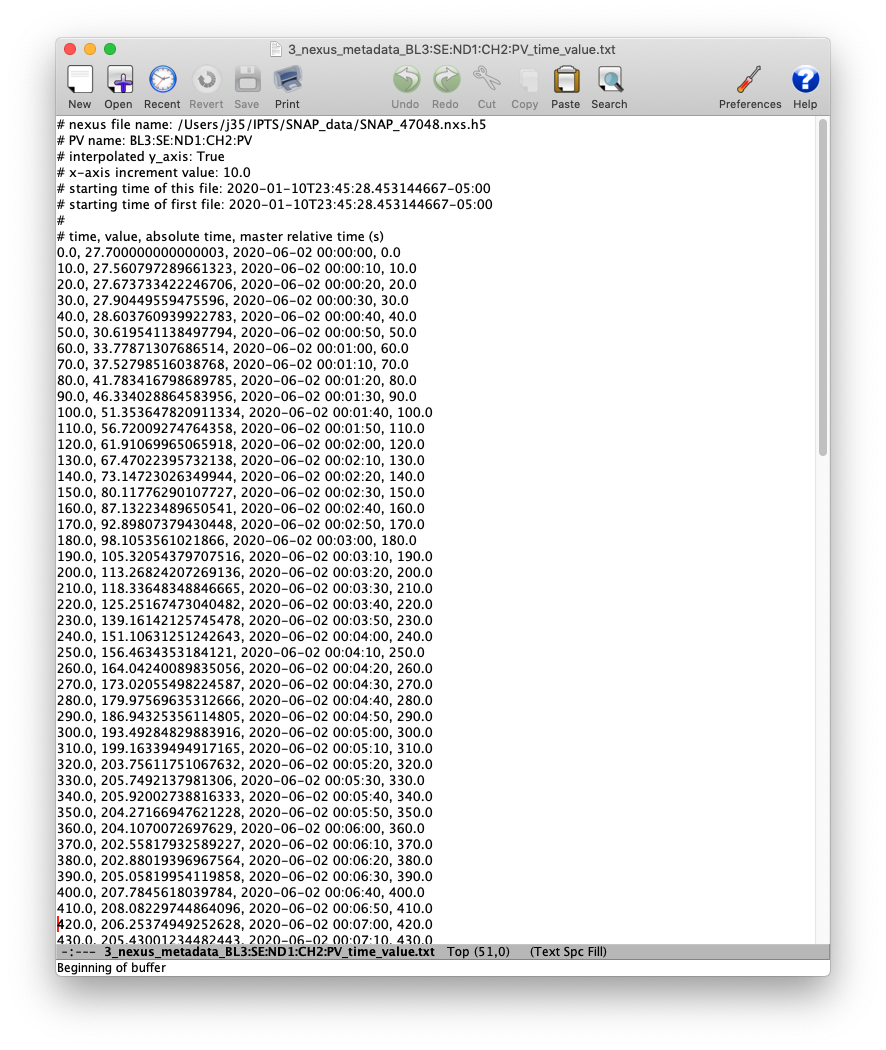 3_nexus_metadata_BL3:SE:ND1:CH2:PV_time_value.txt
New Open Recent Revert Save Print Undo Redo Cut Copy Paste Search Preferences Help
# nexus file name: /Users/j35/IPTS/SNAP_data/SNAP_47048.nxs.h5
# PV name: BL3:SE:ND1:CH2:PV
# interpolated y_axis: True
# x-axis increment value: 10.0
# starting time of this file: 2020-01-10T23:45:28.453144667-05:00
# starting time of first file: 2020-01-10T23:45:28.453144667-05:00
#
# time, value, absolute time, master relative time (s)
0.0, 27.700000000000003, 2020-06-02 00:00:00, 0.0
10.0, 27.560797289661323, 2020-06-02 00:00:10, 10.0
20.0, 27.673733422246706, 2020-06-02 00:00:20, 20.0
30.0, 27.90449559475596, 2020-06-02 00:00:30, 30.0
40.0, 28.603760939922783, 2020-06-02 00:00:40, 40.0
50.0, 30.619541138497794, 2020-06-02 00:00:50, 50.0
60.0, 33.77871307686514, 2020-06-02 00:01:00, 60.0
70.0, 37.52798516038768, 2020-06-02 00:01:10, 70.0
80.0, 41.783416798689785, 2020-06-02 00:01:20, 80.0
90.0, 46.334028864583956, 2020-06-02 00:01:30, 90.0
100.0, 51.353647820911334, 2020-06-02 00:01:40, 100.0
110.0, 56.72009274764358, 2020-06-02 00:01:50, 110.0
120.0, 61.91069965065918, 2020-06-02 00:02:00, 120.0
130.0, 67.47022395732138, 2020-06-02 00:02:10, 130.0
140.0, 73.14723026349944, 2020-06-02 00:02:20, 140.0
150.0, 80.11776290107727, 2020-06-02 00:02:30, 150.0
160.0, 87.13223489650541, 2020-06-02 00:02:40, 160.0
170.0, 92.89807379430448, 2020-06-02 00:02:50, 170.0
180.0, 98.1053561021866, 2020-06-02 00:03:00, 180.0
190.0, 105.32054379707516, 2020-06-02 00:03:10, 190.0
200.0, 113.26824207269136, 2020-06-02 00:03:20, 200.0
210.0, 118.33648348846665, 2020-06-02 00:03:30, 210.0
220.0, 125.25167473040482, 2020-06-02 00:03:40, 220.0
230.0, 139.16142125745478, 2020-06-02 00:03:50, 230.0
240.0, 151.10631251242643, 2020-06-02 00:04:00, 240.0
250.0, 156.4634353184121, 2020-06-02 00:04:10, 250.0
260.0, 164.04240089835056, 2020-06-02 00:04:20, 260.0
270.0, 173.02055498224587, 2020-06-02 00:04:30, 270.0
280.0, 179.97569635312666, 2020-06-02 00:04:40, 280.0
290.0, 186.94325356114805, 2020-06-02 00:04:50, 290.0
300.0, 193.49284829883916, 2020-06-02 00:05:00, 300.0
310.0, 199.16339494917165, 2020-06-02 00:05:10, 310.0
320.0, 203.75611751067632, 2020-06-02 00:05:20, 320.0
330.0, 205.7492137981306, 2020-06-02 00:05:30, 330.0
340.0, 205.92002738816333, 2020-06-02 00:05:40, 340.0
350.0, 204.27166947621228, 2020-06-02 00:05:50, 350.0
360.0, 204.1070072697629, 2020-06-02 00:06:00, 360.0
370.0, 202.55817932589227, 2020-06-02 00:06:10, 370.0
380.0, 202.88019396967564, 2020-06-02 00:06:20, 380.0
390.0, 205.05819954119858, 2020-06-02 00:06:30, 390.0
400.0, 207.7845618039784, 2020-06-02 00:06:40, 400.0
410.0, 208.08229744864096, 2020-06-02 00:06:50, 410.0
420.0, 206.25374949252628, 2020-06-02 00:07:00, 420.0
430.0, 205.43001234482443, 2020-06-02 00:07:10, 430.0
-:--- 3_nexus_metadata_BL3:SE:ND1:CH2:PV_time_value.txt Top (51,0) (Text Spc Fill)
Beginning of buffer